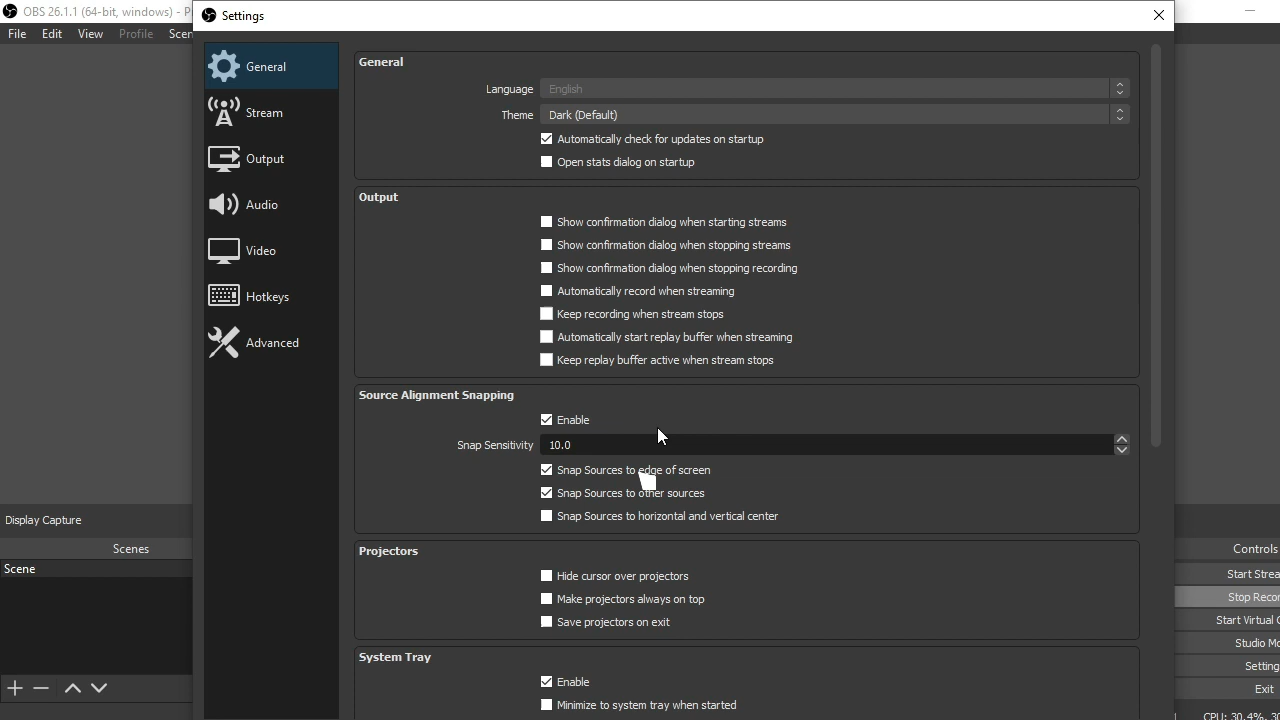 OBS 26.1.1 (64-bit, windows) - P
Settings
File Edit View Profile Scen
General
Stream
Output
Audio
Video
Hotkeys
Advanced
General
Language English
Theme Dark (Default)
Automatically check for updates on startup
Open stats dialog on startup
Output
Show confirmation dialog when starting streams
Show confirmation dialog when stopping streams
Show confirmation dialog when stopping recording
Automatically record when streaming
Keep recording when stream stops
Automatically start replay buffer when streaming
Keep replay buffer active when stream stops
Source Alignment Snapping
Enable
Snap Sensitivity 10.0
Snap Sources to edge of screen
Snap Sources to other sources
Snap Sources to horizontal and vertical center
Projectors
Hide cursor over projectors
Make projectors always on top
Save projectors on exit
System Tray
Enable
Minimize to system tray when started
Display Capture
Scenes
Scene
Controls
Start Strea
Stop Recor
Start Virtual C
Studio Mo
Setting
Exit
CPU: 30.4%, 30